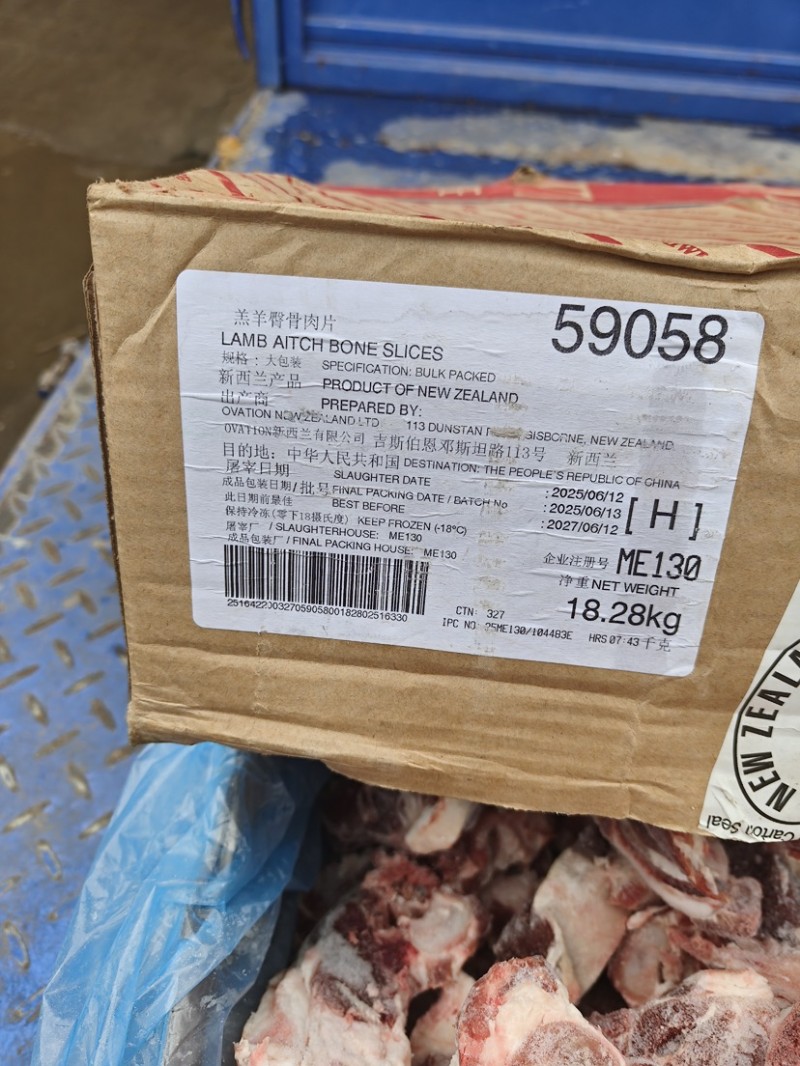 羔羊臀骨肉片
59058
LAMB AITCH BONE SLICES
规格：大包装 SPECIFICATION: BULK PACKED
新西兰产品 PRODUCT OF NEW ZEALAND
出产商 PREPARED BY:
OVATION NEW ZEALAND LTD 113 DUNSTAN GISBORNE, NEW ZEALAND
OVATION新西兰有限公司 吉斯伯恩邓斯坦路113号 新西兰
目的地：中华人民共和国 DESTINATION: THE PEOPLE'S REPUBLIC OF CHINA
屠宰日期 SLAUGHTER DATE : 2025/06/12
成品包装日期/批号 FINAL PACKING DATE / BATCH No : 2025/06/13
此日期前最佳 BEST BEFORE : 2027/06/12
[H]
保持冷冻(零下18摄氏度) KEEP FROZEN (-18°C)
屠宰厂 / SLAUGHTERHOUSE: ME130
成品包装厂 / FINAL PACKING HOUSE: ME130
企业注册号 ME130
净重 NET WEIGHT
18.28kg
千克
CTN: 327
IPC NO 25ME130/104483E HRS 07:43
NEW ZEALA
Carton Seal